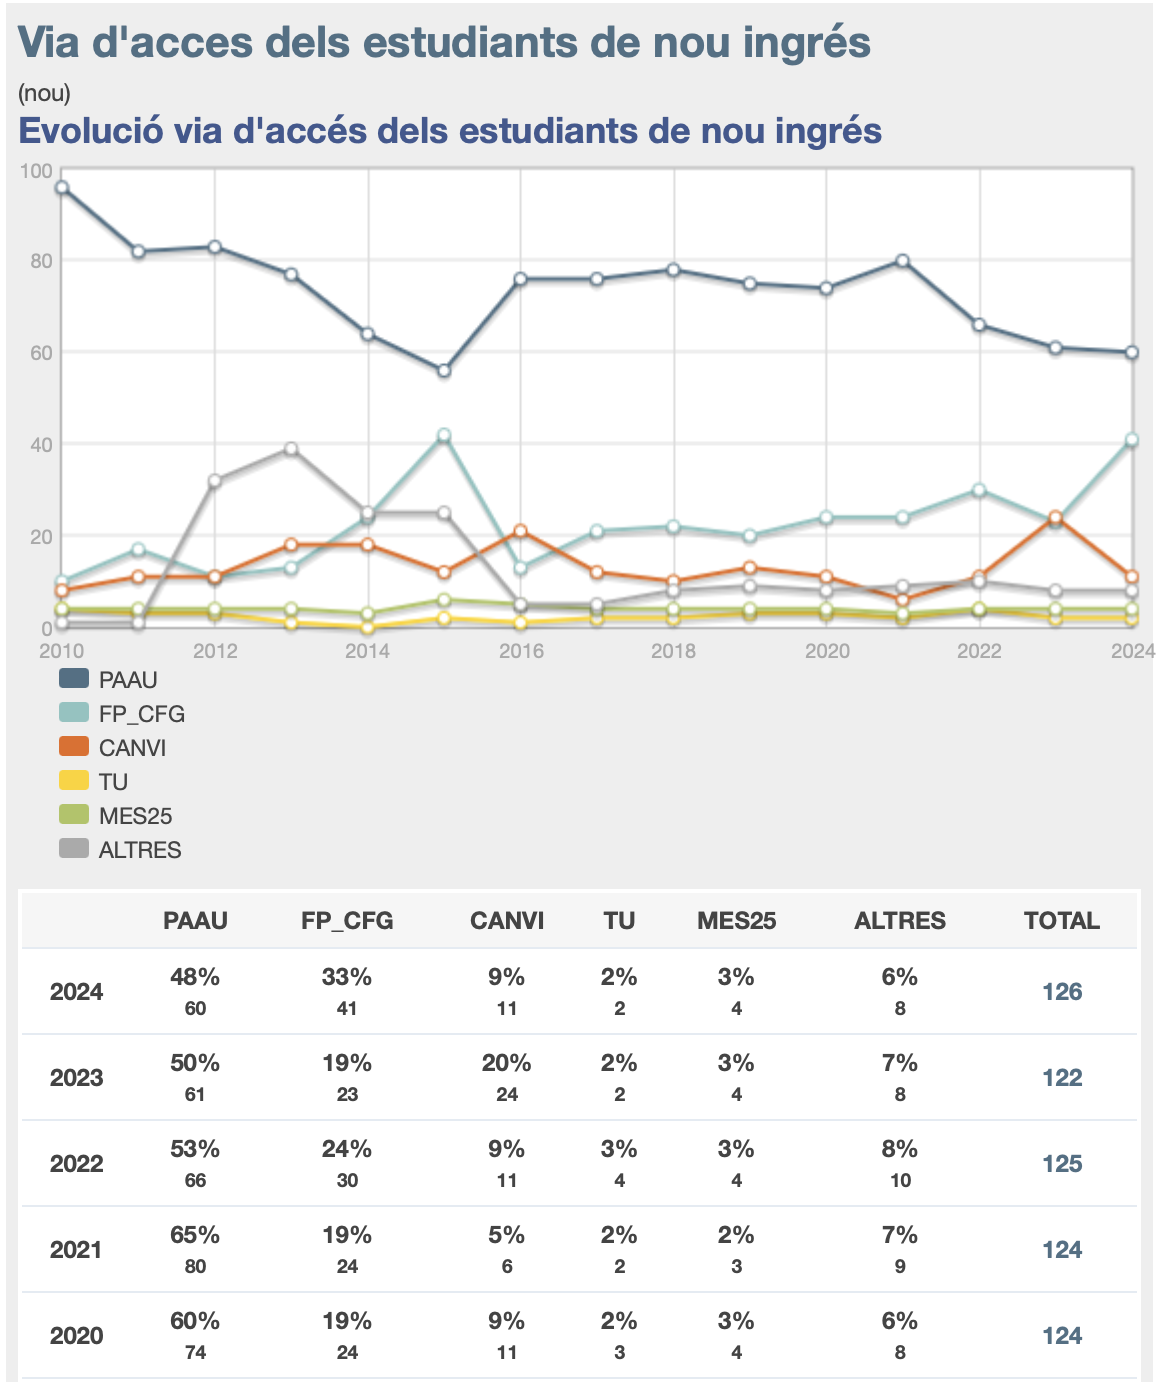 Via d'acces dels estudiants de nou ingrés
(nou)
Evolució via d'accés dels estudiants de nou ingrés
100
80
60
40
20
0
2010 2012 2014 2016 2018 2020 2022 2024
PAAU
FP_CFG
CANVI
TU
MES25
ALTRES
PAAU FP_CFG CANVI TU MES25 ALTRES TOTAL
48% 33% 9% 2% 3% 6%
2024 126
60 41 11 2 4 8
50% 19% 20% 2% 3% 7%
2023 122
61 23 24 2 4 8
53% 24% 9% 3% 3% 8%
2022 125
66 30 11 4 4 10
65% 19% 5% 2% 2% 7%
2021 124
80 24 6 2 3 9
60% 19% 9% 2% 3% 6%
2020 124
74 24 11 3 4 8